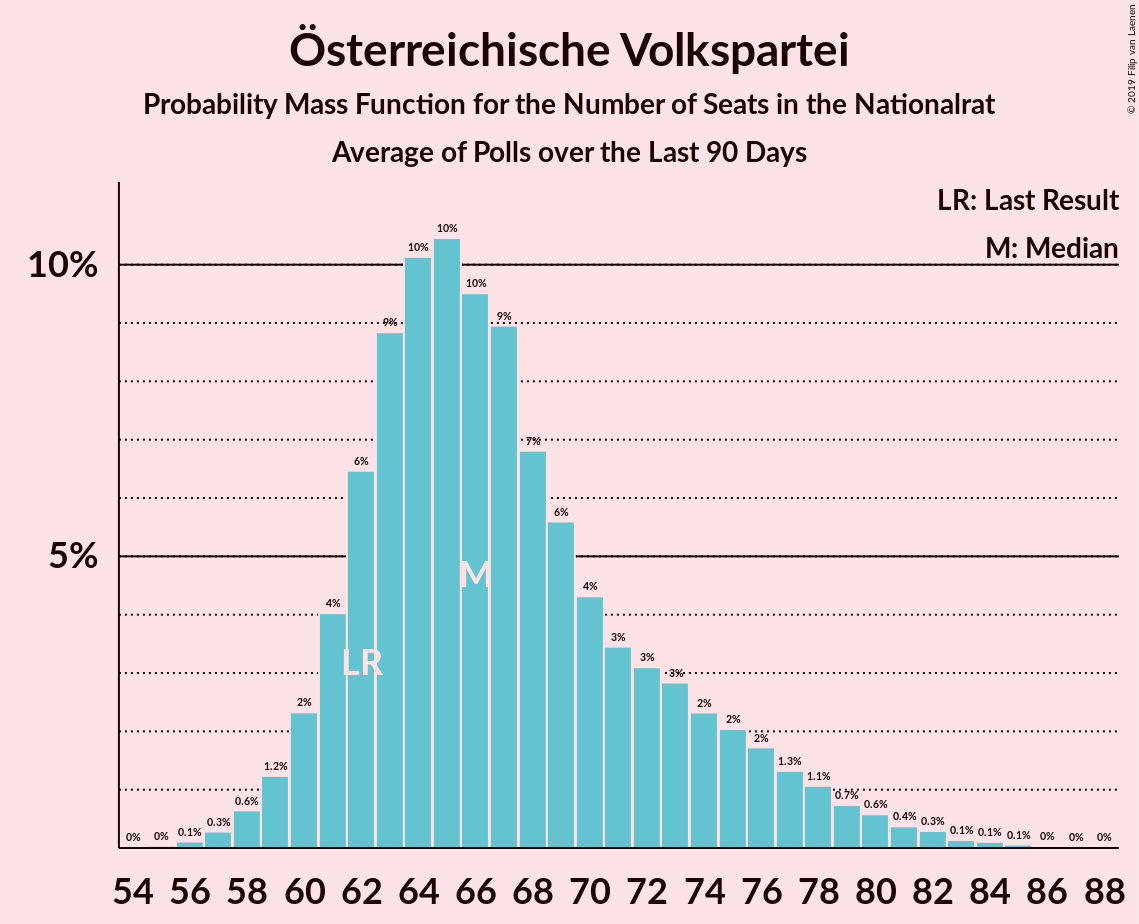 Österreichische Volkspartei
Probability Mass Function for the Number of Seats in the Nationalrat
Average of Polls over the Last 90 Days
© 2019 Filip van Laenen
LR: Last Result
M: Median
10%
5%
0% 0% 0.1% 0.3% 0.6% 1.2% 2% 4% 6% 9% 10% 10% 10% 9% 7% 6% 4% 3% 3% 3% 2% 2% 2% 1.3% 1.1% 0.7% 0.6% 0.4% 0.3% 0.1% 0.1% 0.1% 0% 0% 0%
M
LR
54 56 58 60 62 64 66 68 70 72 74 76 78 80 82 84 86 88